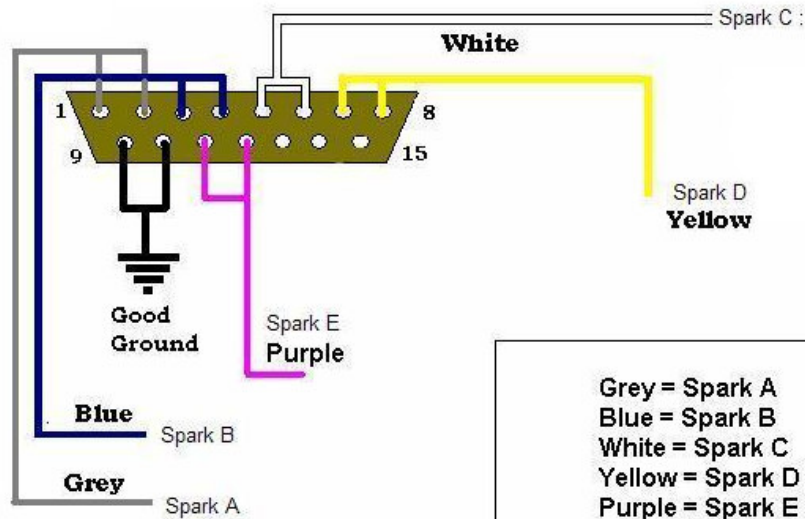 Spark C :
White
1
8
9
15
Spark D
Yellow
Good
Ground
Spark E
Purple
Blue
Spark B
Grey
Spark A
Grey = Spark A
Blue = Spark B
White = Spark C
Yellow = Spark D
Purple = Spark E